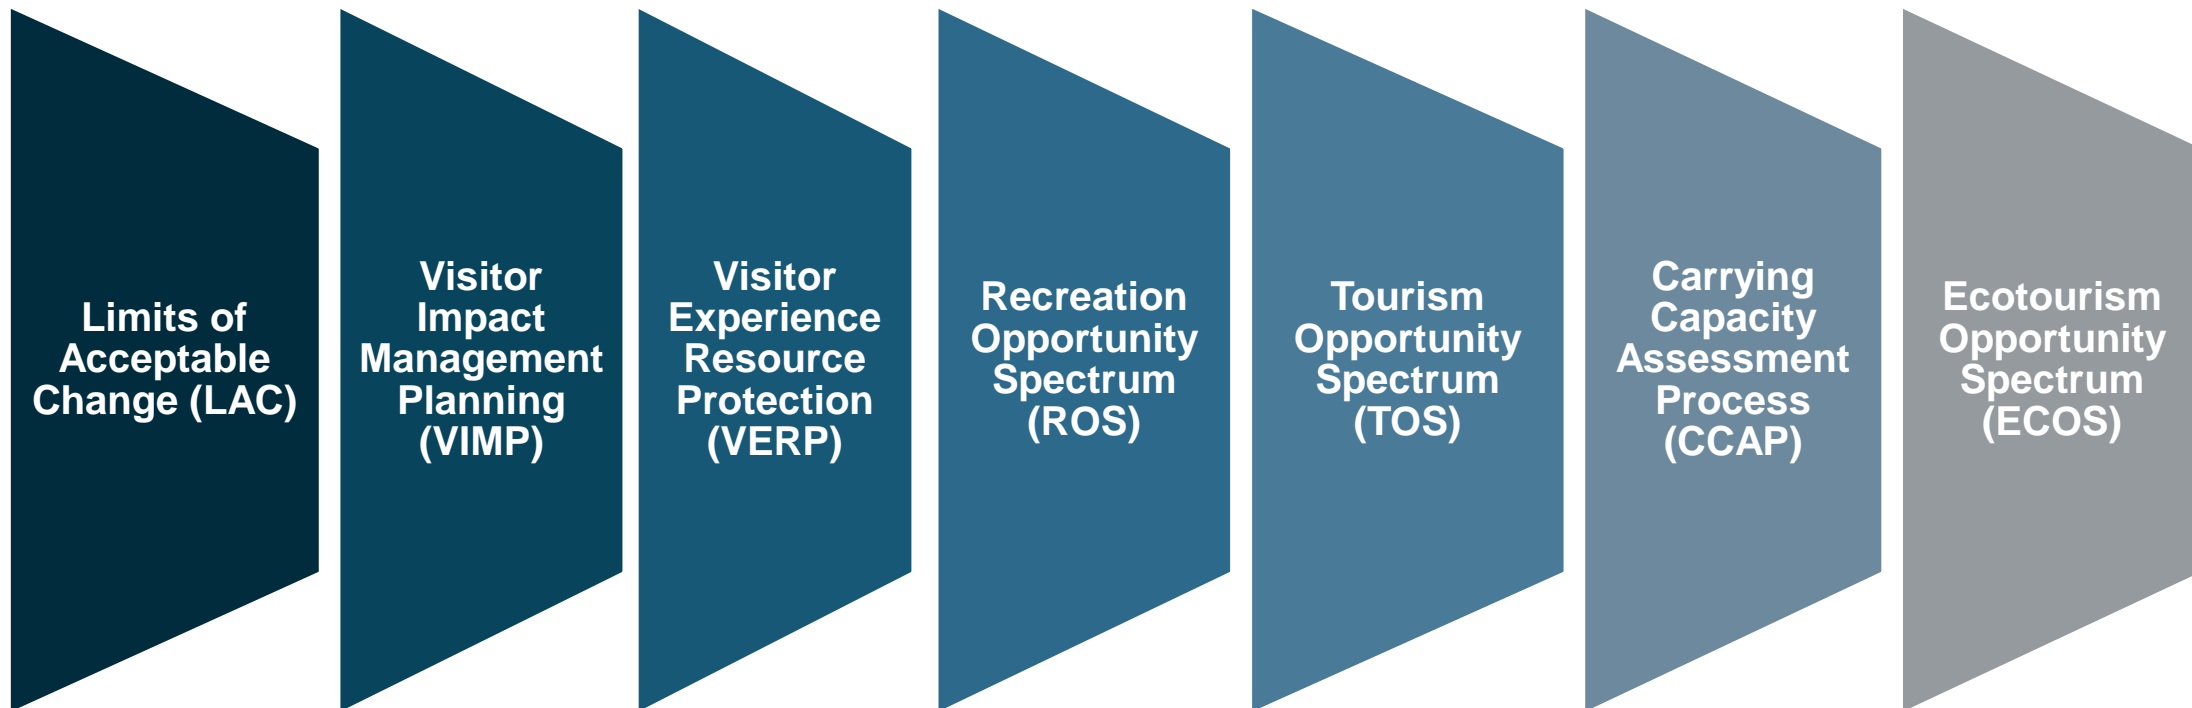 Limits of
Acceptable
Change (LAC)
Visitor
Impact
Management
Planning
(VIMP)
Visitor
Experience
Resource
Protection
(VERP)
Recreation
Opportunity
Spectrum
(ROS)
Tourism
Opportunity
Spectrum
(TOS)
Carrying
Capacity
Assessment
Process
(CCAP)
Ecotourism
Opportunity
Spectrum
(ECOS)